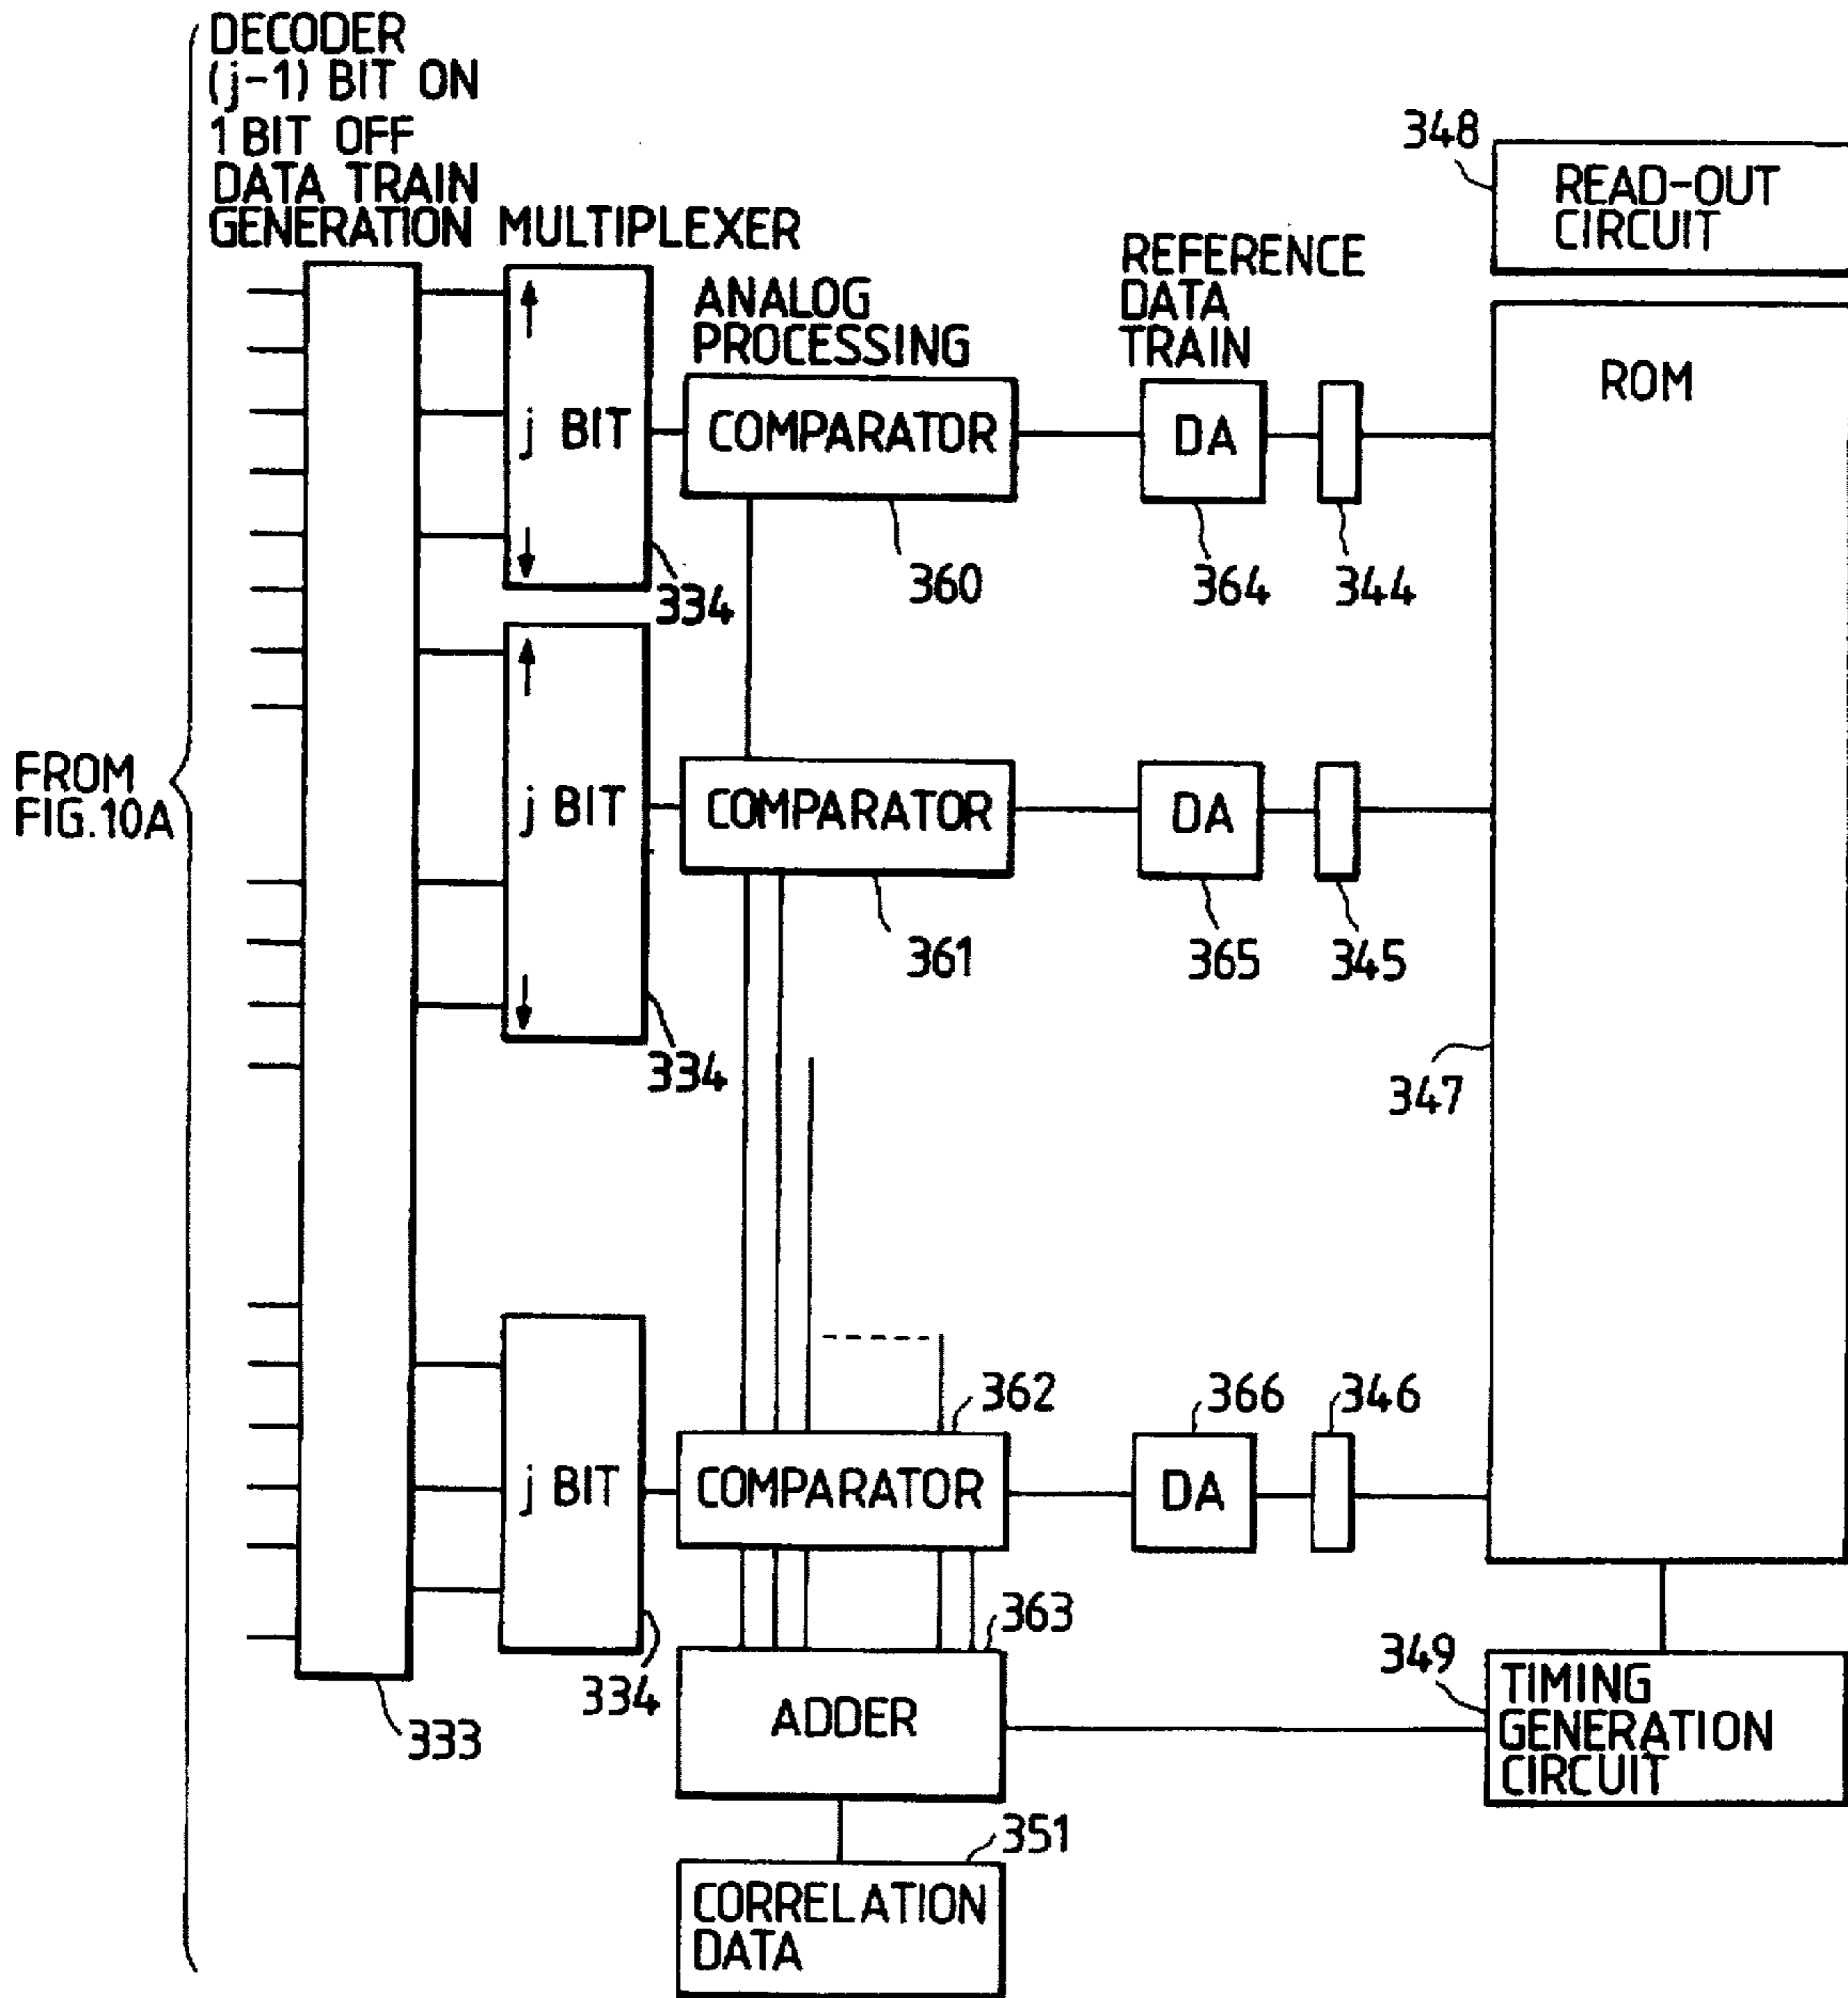 DECODER
(j-1) BIT ON
1 BIT OFF
DATA TRAIN
GENERATION MULTIPLEXER
FROM
FIG.10A
ANALOG
PROCESSING
REFERENCE
DATA
TRAIN
348
READ-OUT
CIRCUIT
ROM
j BIT
COMPARATOR
DA
334
360
364
344
j BIT
COMPARATOR
DA
361
365
345
334
347
362
366
346
j BIT
COMPARATOR
DA
363
334
333
ADDER
349
TIMING
GENERATION
CIRCUIT
351
CORRELATION
DATA